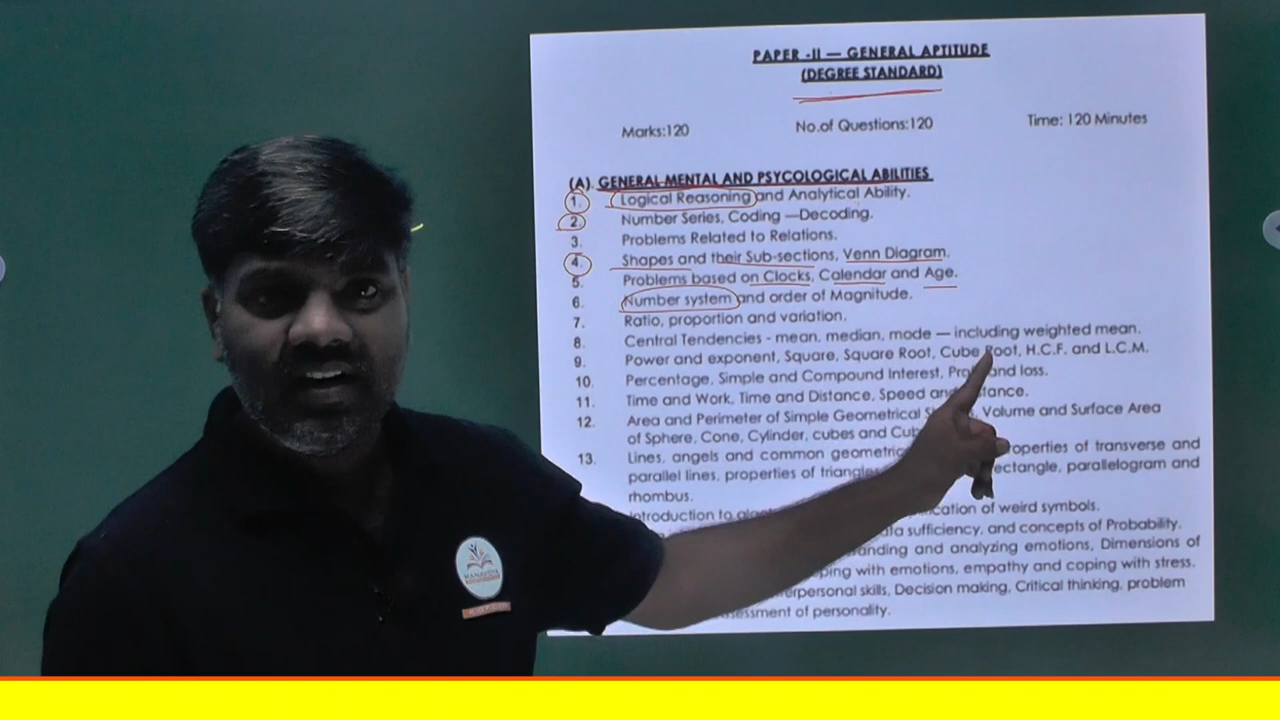 PAPER -II — GENERAL APTITUDE
(DEGREE STANDARD)
Marks:120 No.of Questions:120 Time: 120 Minutes
(A). GENERAL MENTAL AND PSYCOLOGICAL ABILITIES
1. Logical Reasoning and Analytical Ability.
2. Number Series, Coding —Decoding.
3. Problems Related to Relations.
4. Shapes and their Sub-sections, Venn Diagram.
5. Problems based on Clocks, Calendar and Age.
6. Number system and order of Magnitude.
7. Ratio, proportion and variation.
8. Central Tendencies - mean, median, mode — including weighted mean.
9. Power and exponent, Square, Square Root, Cube Root, H.C.F. and L.C.M.
10. Percentage, Simple and Compound Interest, and loss.
11. Time and Work, Time and Distance, Speed and
12. Area and Perimeter of Simple Geometrical Volume and Surface Area
of Sphere, Cone, Cylinder, cubes and
13. Lines, angels and common transverse and
parallel lines, properties of parallelogram and
rhombus.
Introduction to of weird symbols.
sufficiency, and concepts of Probability.
and analyzing emotions, Dimensions of
with emotions, empathy and coping with stress.
skills, Decision making, Critical thinking, problem
of personality.